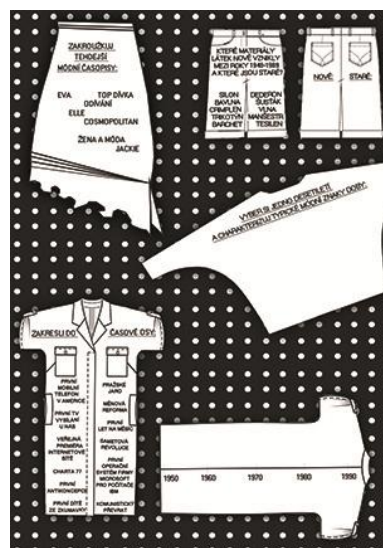 ZAKROUŽKUJ
TEHDEJŠÍ
MÓDNÍ ČASOPISY:
EVA TOP DÍVKA
ODÍVÁNÍ
ELLE
COSMOPOLITAN
ŽENA A MÓDA
JACKIE
KTERÉ MATERIÁLY
LÁTEK NOVĚ VZNIKLY
MEZI ROKY 1948-1989
A KTERÉ JSOU STARÉ?
SILON DEDERON
BAVLNA ŠUSŤÁK
CRIMPLEN VLNA
TRIKOTÝN MANŠESTR
BARCHET TESILEN
NOVÉ: STARÉ:
VYBER SI JEDNO DESETILETÍ
A CHARAKTERIZUJ TYPICKÉ MÓDNÍ ZNAKY DOBY:
ZAKRESLI DO ČASOVÉ OSY:
PRVNÍ
MOBILNÍ
TELEFON
V AMERICE
PRVNÍ TV
VYSÍLÁNÍ
U NÁS
VEŘEJNÁ
PREMIÉRA
INTERNETOVÉ
SÍTĚ
CHARTA 77
PRVNÍ
ANTIKONCEPCE
PRVNÍ DÍTĚ
ZE ZKUMAVKY
PRAŽSKÉ
JARO
MĚNOVÁ
REFORMA
PRVNÍ
LET NA MĚSÍC
SAMETOVÁ
REVOLUCE
PRVNÍ
OPERAČNÍ
SYSTÉM FIRMY
MICROSOFT
PRO POČÍTAČE
IBM
KOMUNISTICKÝ
PŘEVRAT
1950 1960 1970 1980 1990